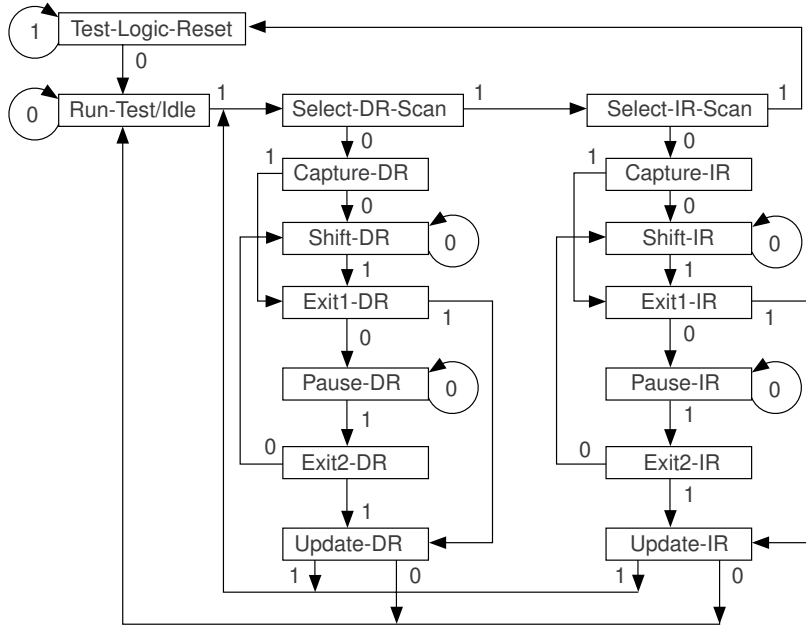 Test-Logic-Reset
1
0
Run-Test/Idle
0
1
Select-DR-Scan
1
Select-IR-Scan
1
0
0
1
Capture-DR
1
Capture-IR
0
0
Shift-DR
0
Shift-IR
0
1
1
Exit1-DR
1
Exit1-IR
1
0
0
Pause-DR
0
Pause-IR
0
1
1
0
Exit2-DR
0
Exit2-IR
1
1
Update-DR
Update-IR
1
0
1
0